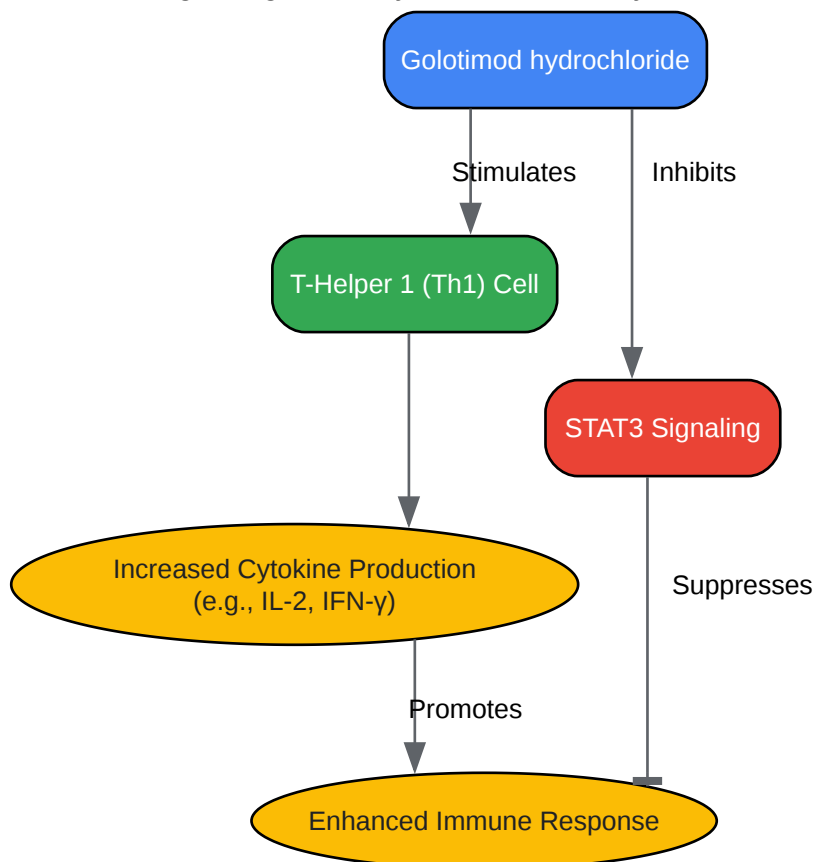 Golotimod hydrochloride
Stimulates
Inhibits
T-Helper 1 (Th1) Cell
STAT3 Signaling
Increased Cytokine Production
(e.g., IL-2, IFN-γ)
Suppresses
Promotes
Enhanced Immune Response